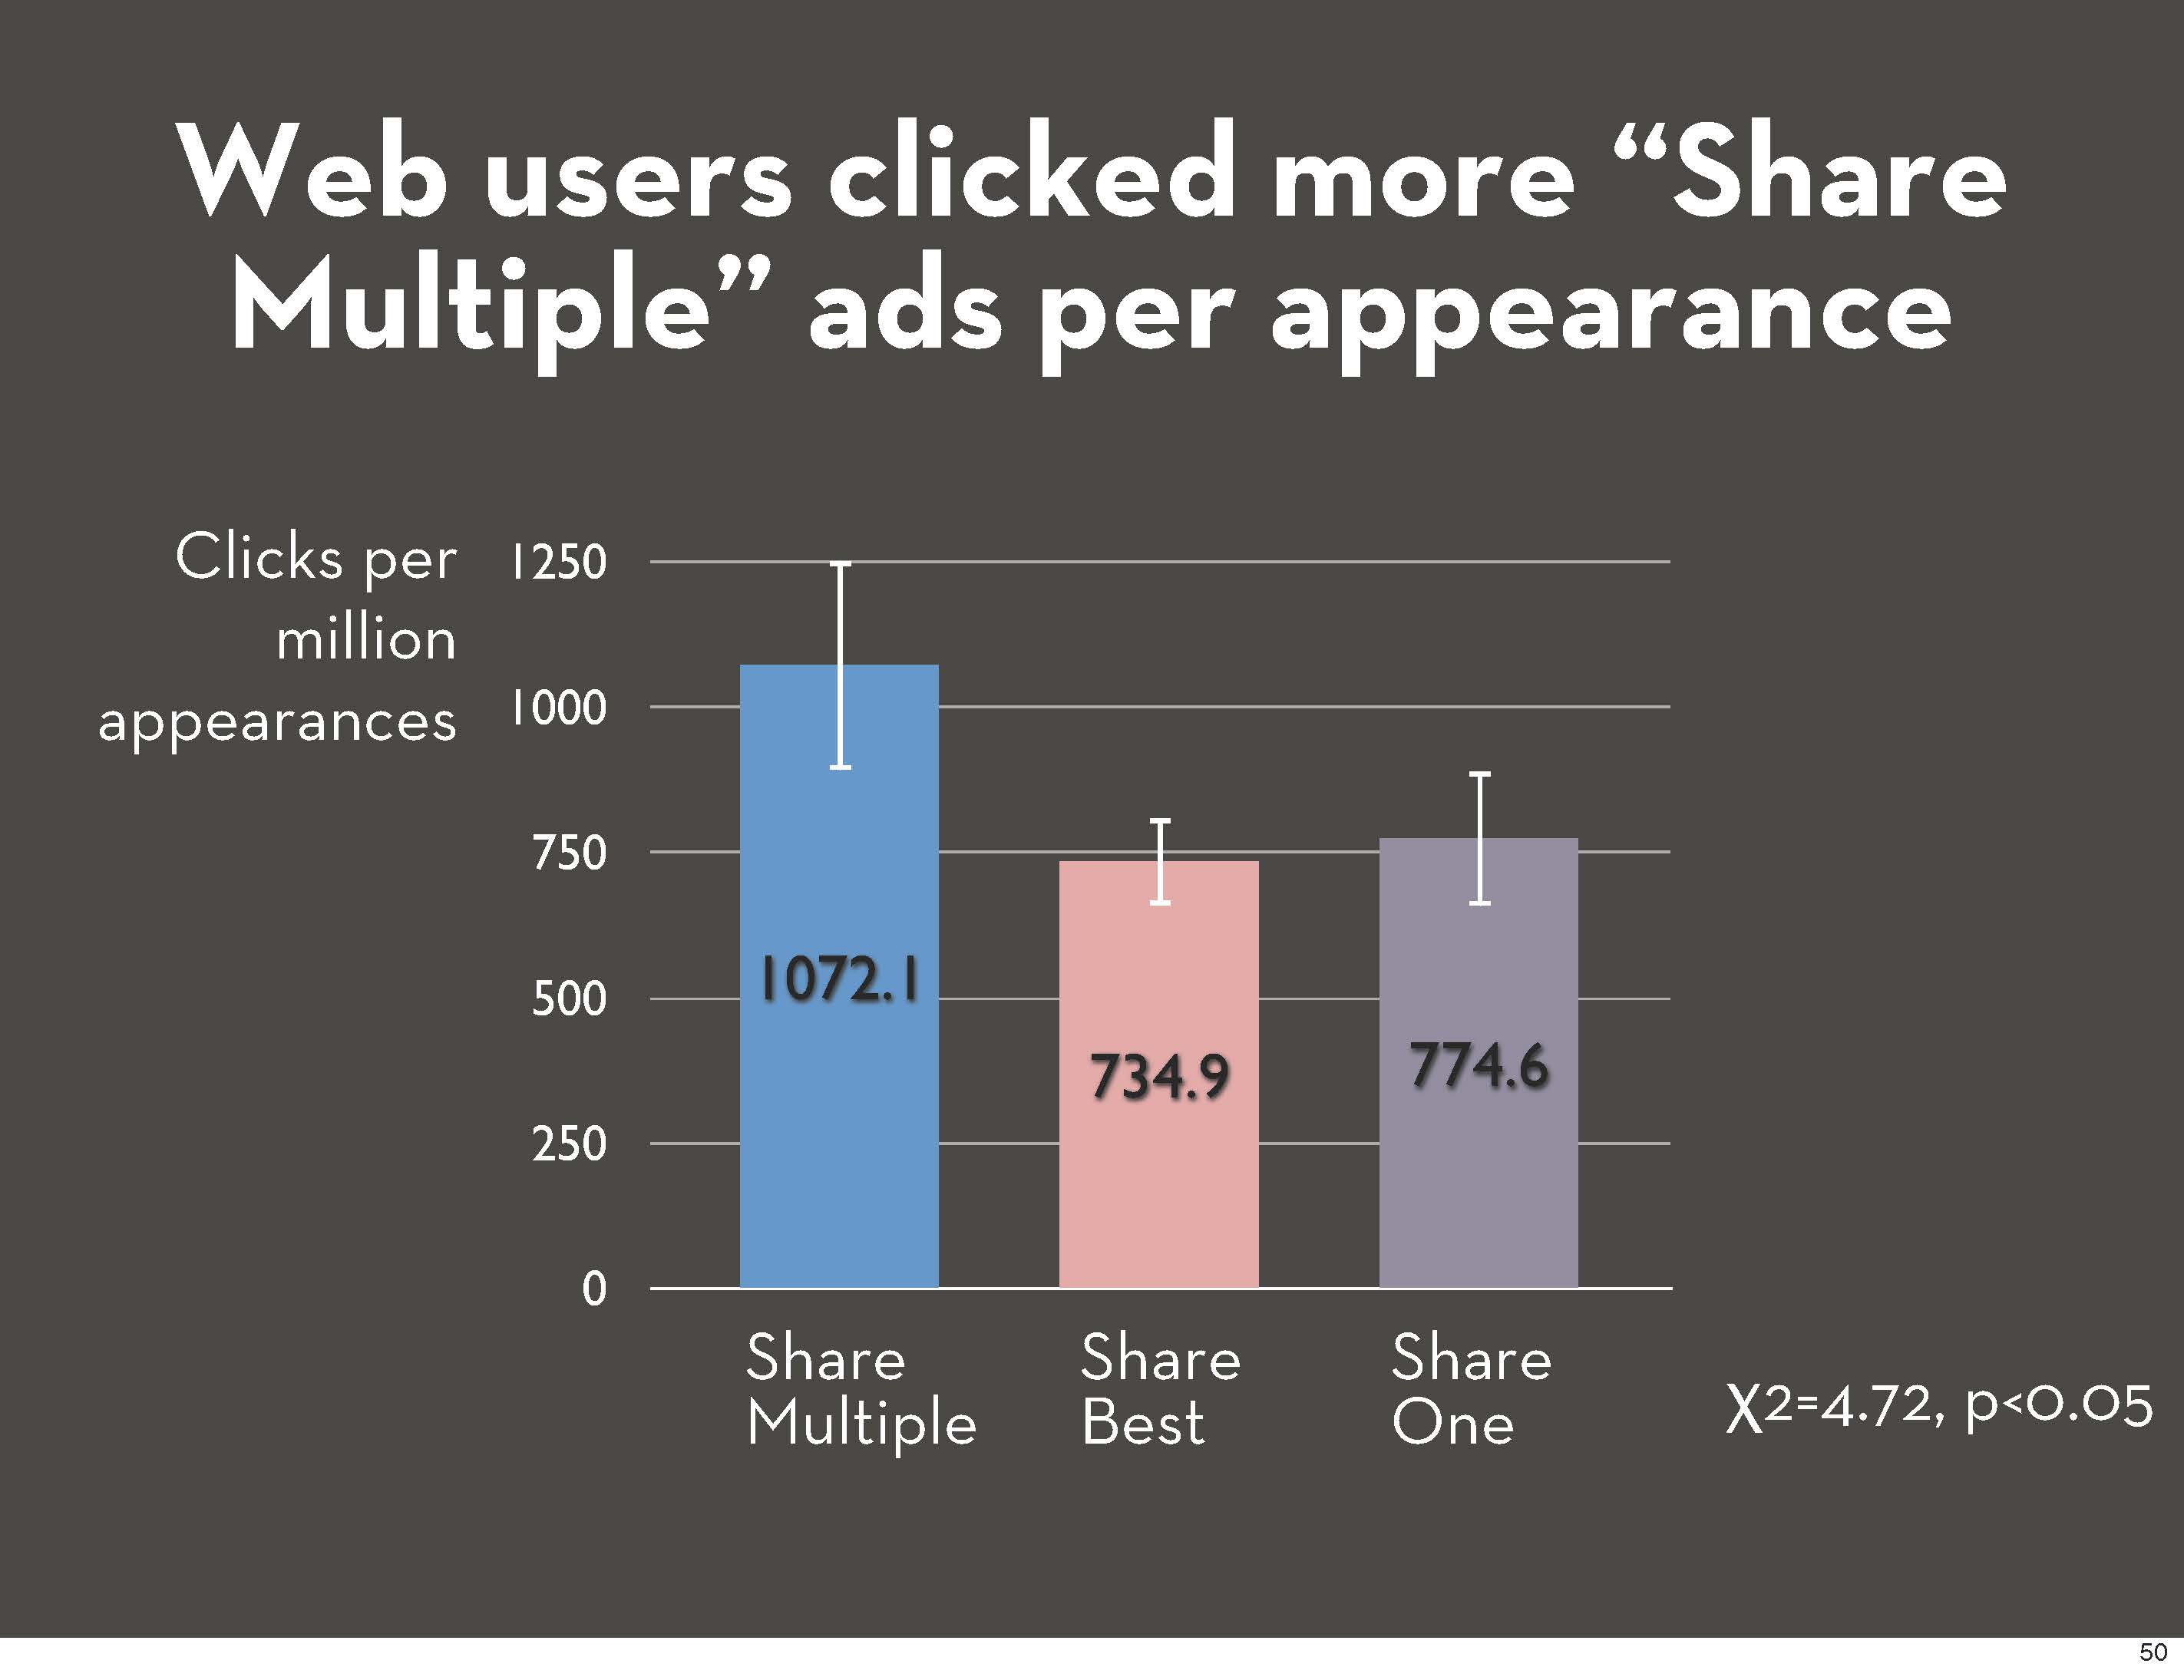 Web users clicked more “Share
Multiple” ads per appearance
Clicks per
million
appearances
1250
1000
750
500
250
0
1072.1
734.9
774.6
Share
Multiple
Share
Best
Share
One
χ2=4.72, p<0.05
50